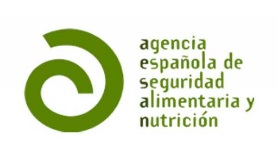 agencia
española de
seguridad
alimentaria y
nutrición